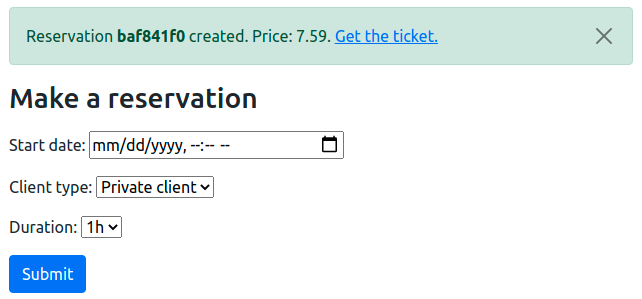 Reservation baf841f0 created. Price: 7.59. Get the ticket.
Make a reservation
Start date: mm/dd/yyyy, --:-- --
Client type: Private client
Duration: 1h
Submit